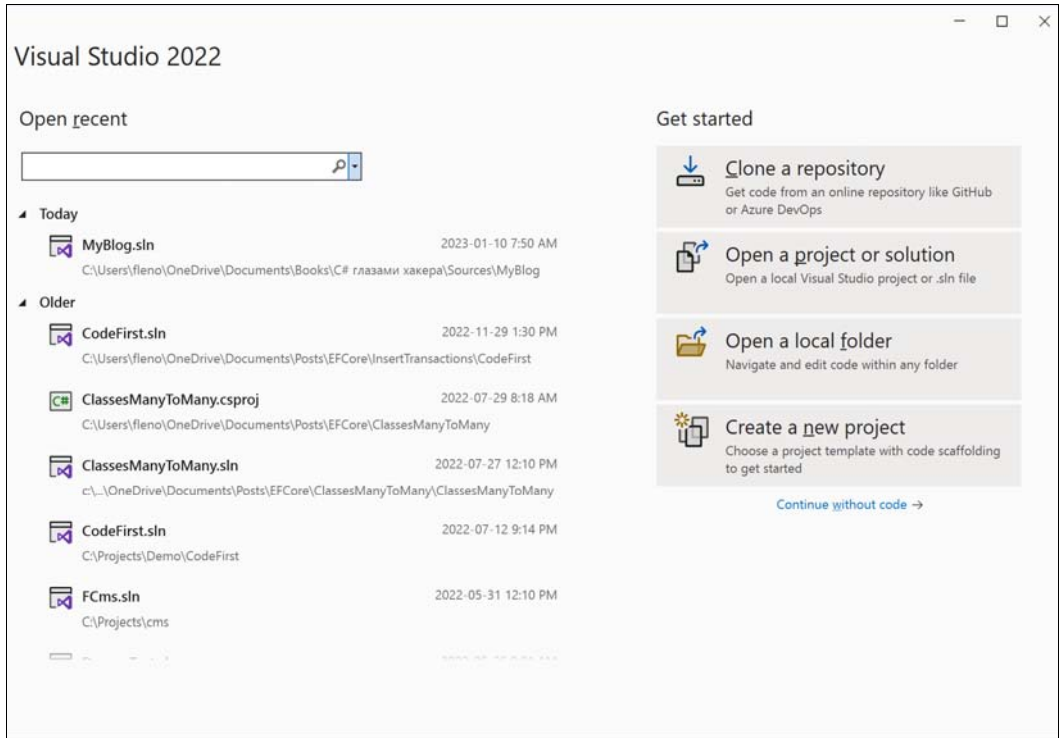 Visual Studio 2022
Open recent
Today
MyBlog.sln 2023-01-10 7:50 AM
C:\Users\fleno\OneDrive\Documents\Books\C# глазами хакера\Sources\MyBlog
Older
CodeFirst.sln 2022-11-29 1:30 PM
C:\Users\fleno\OneDrive\Documents\Posts\EFCore\InsertTransactions\CodeFirst
ClassesManyToMany.csproj 2022-07-29 8:18 AM
C:\Users\fleno\OneDrive\Documents\Posts\EFCore\ClassesManyToMany
ClassesManyToMany.sln 2022-07-27 12:10 PM
c:\...\OneDrive\Documents\Posts\EFCore\ClassesManyToMany\ClassesManyToMany
CodeFirst.sln 2022-07-12 9:14 PM
C:\Projects\Demo\CodeFirst
FCms.sln 2022-05-31 12:10 PM
C:\Projects\cms
Get started
Clone a repository
Get code from an online repository like GitHub
or Azure DevOps
Open a project or solution
Open a local Visual Studio project or .sln file
Open a local folder
Navigate and edit code within any folder
Create a new project
Choose a project template with code scaffolding
to get started
Continue without code →